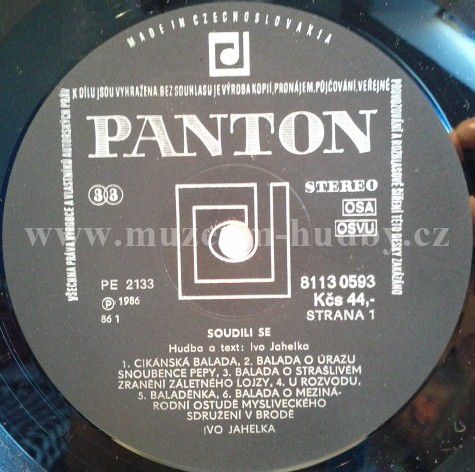 MADE IN CZECHOSLOVAKIA
VŠECHNA PRÁVA VÝROBCE A VLASTNÍKŮ AUTORSKÝCH PRÁV
K DÍLU JSOU VYHRAŽENA. BEZ SOUHLASU JE VÝROBA KOPIÍ, PRONÁJEM, PŮJČOVÁNÍ, VEŘEJNÉ
PROVOZOVÁNÍ A ROZHLASOVÉ ŠÍŘENÍ TÉTO DESKY ZAKÁZÁNO
PANTON
33
STEREO
OSA
OSVU
www.muzeum-hudby.cz
PE 2133
℗ 1986
86 1
8113 0593
Kčs 44,-
STRANA 1
SOUDILI SE
Hudba a text: Ivo Jahelka
1. CIKÁNSKÁ BALADA, 2. BALADA O ÚRAZU
SNOUBENCE PEPY, 3. BALADA O STRAŠLIVÉM
ZRANĚNÍ ZÁLETNÉHO LOJZY, 4. U ROZVODU,
5. BALADĚNKA, 6. BALADA O MEZINÁ-
RODNÍ OSTUDĚ MYSLIVECKÉHO
SDRUŽENÍ V BRODĚ
IVO JAHELKA